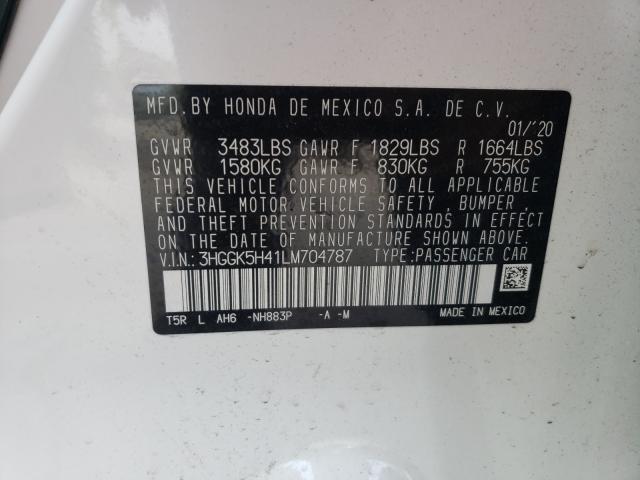 MFD.BY HONDA DE MEXICO S.A. DE C.V.
01/'20
GVWR 3483LBS GAWR F 1829LBS R 1664LBS
GVWR 1580KG GAWR F 830KG R 755KG
THIS VEHICLE CONFORMS TO ALL APPLICABLE
FEDERAL MOTOR VEHICLE SAFETY, BUMPER,
AND THEFT PREVENTION STANDARDS IN EFFECT
ON THE DATE OF MANUFACTURE SHOWN ABOVE.
V.I.N.: 3HGGK5H41LM704787 TYPE:PASSENGER CAR
T5R L AH6 -NH883P -A -M MADE IN MEXICO